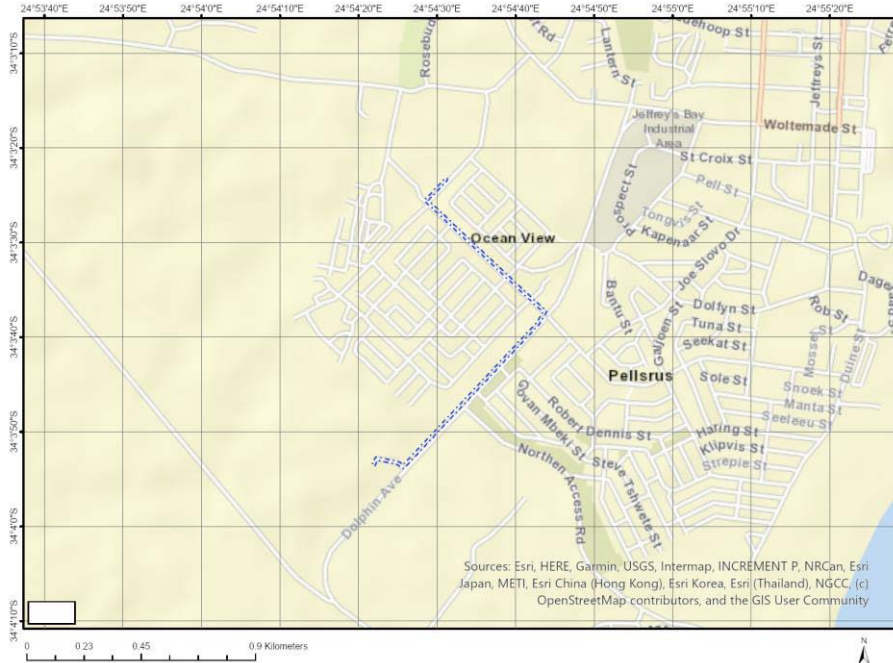 24°53'40"E 24°53'50"E 24°54'0"E 24°54'10"E 24°54'20"E 24°54'30"E 24°54'40"E 24°54'50"E 24°55'0"E 24°55'10"E 24°55'20"E
34°3'10"S
34°3'20"S
34°3'30"S
34°3'40"S
34°3'50"S
34°4'0"S
34°4'10"S
Rosebud
Rd
Lantern St
dehoop St
Jeffreys St
Ferre
Jeffrey's Bay
Industrial
Area
Woltemade St
St Croix St
Prospect St
Pell St
Tongvis St
Kapenaar St
Ocean View
Joe Slovo Dr
Bantu St
Galjoen St
Dolfyn St
Tuna St
Seekat St
Dage
Rob St
Mossel St
Duine St
Pellsrus
Sole St
Snoek St
Manta St
Seeleeu St
Govan Mbeki St
Robert
Dennis St
Haring St
Klipvis St
Strepie St
Steve Tshwete St
Northen Access Rd
Dolphin Ave
Sources: Esri, HERE, Garmin, USGS, Intermap, INCREMENT P, NRCan, Esri
Japan, METI, Esri China (Hong Kong), Esri Korea, Esri (Thailand), NGCC, (c)
OpenStreetMap contributors, and the GIS User Community
0 0.23 0.45 0.9 Kilometers
N